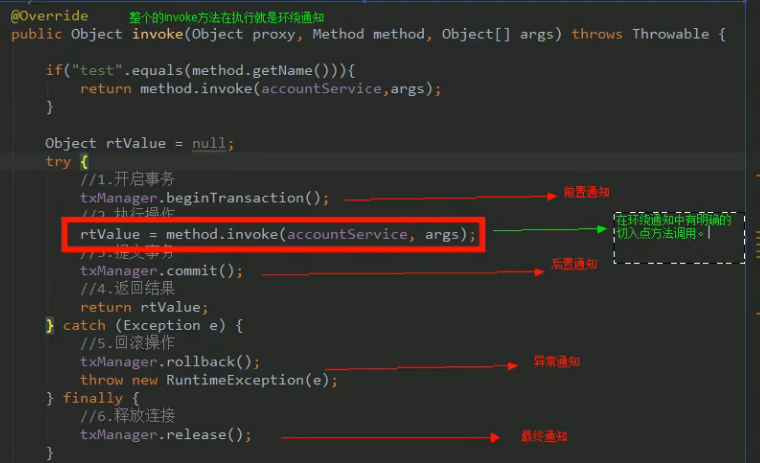 @Override 整个的invoke方法在执行就是环绕通知
public Object invoke(Object proxy, Method method, Object[] args) throws Throwable {
if("test".equals(method.getName())){
return method.invoke(accountService,args);
}
Object rtValue = null;
try {
//1.开启事务
txManager.beginTransaction(); 前置通知
//2.执行操作
rtValue = method.invoke(accountService, args); 在环绕通知中有明确的
切入点方法调用。
//3.提交事务
txManager.commit(); 后置通知
//4.返回结果
return rtValue;
} catch (Exception e) {
//5.回滚操作
txManager.rollback(); 异常通知
throw new RuntimeException(e);
} finally {
//6.释放连接
txManager.release(); 最终通知
}